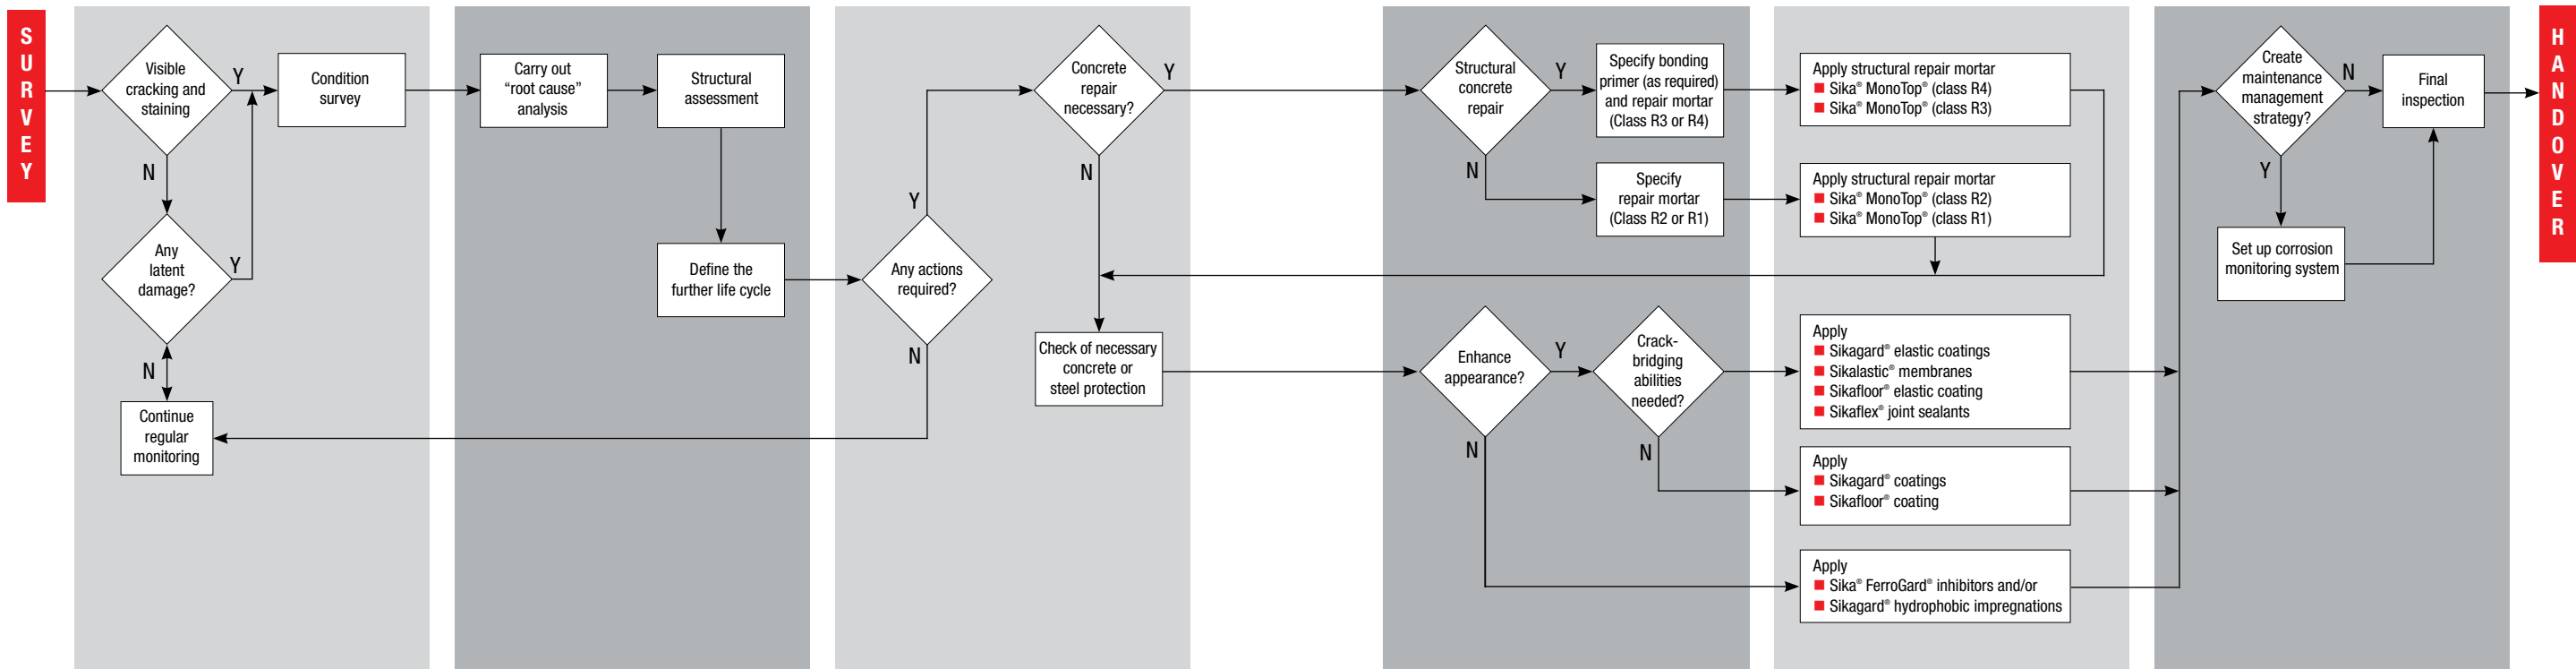 SURVEY
Visible
cracking and
staining
Y
N
Condition
survey
Any
latent
damage?
Y
N
Continue
regular
monitoring
Carry out
“root cause”
analysis
Structural
assessment
Define the
further life cycle
Any actions
required?
Y
N
Concrete
repair
necessary?
Y
N
Check of necessary
concrete or
steel protection
Structural
concrete
repair
Y
N
Specify bonding
primer (as required)
and repair mortar
(Class R3 or R4)
Specify
repair mortar
(Class R2 or R1)
Apply structural repair mortar
Sika® MonoTop® (class R4)
Sika® MonoTop® (class R3)
Apply structural repair mortar
Sika® MonoTop® (class R2)
Sika® MonoTop® (class R1)
Enhance
appearance?
Y
N
Crack-
bridging
abilities
needed?
N
Apply
Sikagard® elastic coatings
Sikalastic® membranes
Sikafloor® elastic coating
Sikaflex® joint sealants
Apply
Sikagard® coatings
Sikafloor® coating
Apply
Sika® FerroGard® inhibitors and/or
Sikagard® hydrophobic impregnations
Create
maintenance
management
strategy?
N
Y
Final
inspection
Set up corrosion
monitoring system
HANDOVER